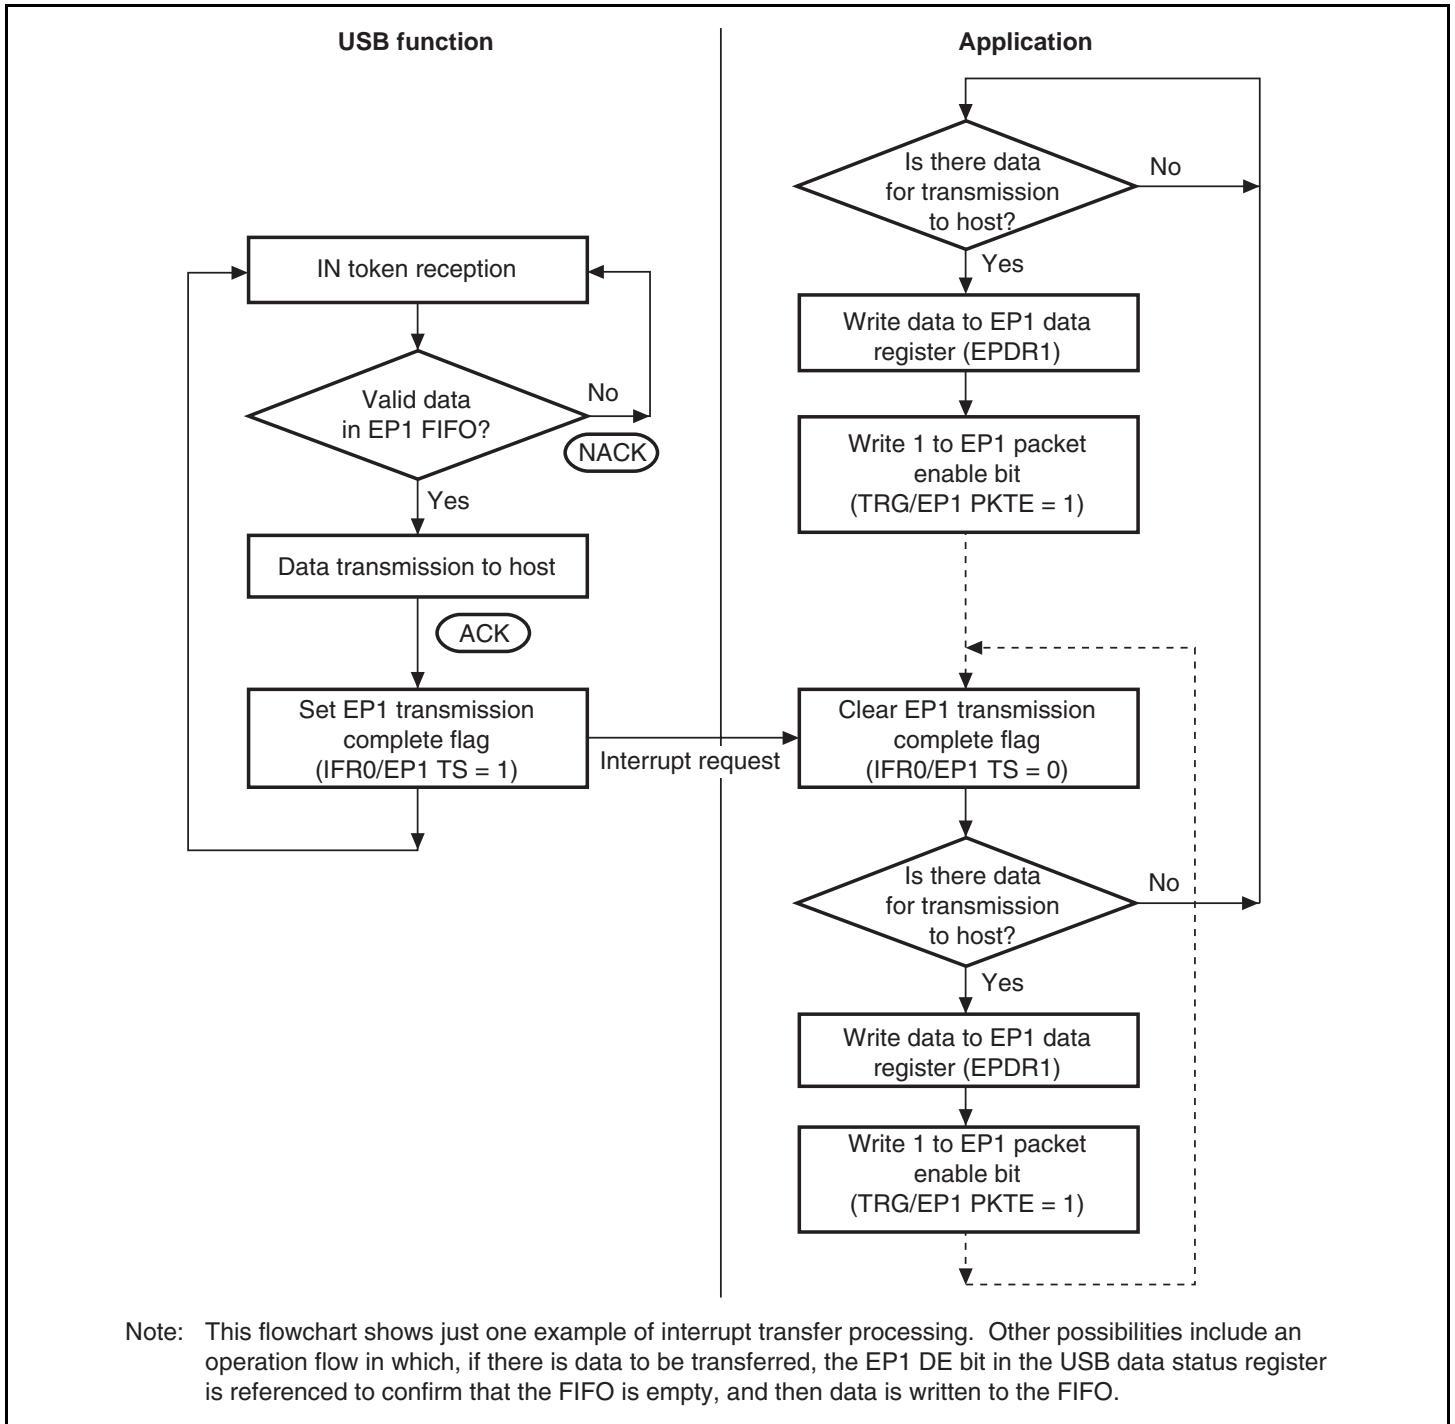 USB function
Application
Is there data
for transmission
to host?
No
Yes
IN token reception
Write data to EP1 data
register (EPDR1)
Valid data
in EP1 FIFO?
No
NACK
Yes
Write 1 to EP1 packet
enable bit
(TRG/EP1 PKTE = 1)
Data transmission to host
ACK
Set EP1 transmission
complete flag
(IFR0/EP1 TS = 1)
Interrupt request
Clear EP1 transmission
complete flag
(IFR0/EP1 TS = 0)
Is there data
for transmission
to host?
No
Yes
Write data to EP1 data
register (EPDR1)
Write 1 to EP1 packet
enable bit
(TRG/EP1 PKTE = 1)
Note: This flowchart shows just one example of interrupt transfer processing. Other possibilities include an
operation flow in which, if there is data to be transferred, the EP1 DE bit in the USB data status register
is referenced to confirm that the FIFO is empty, and then data is written to the FIFO.